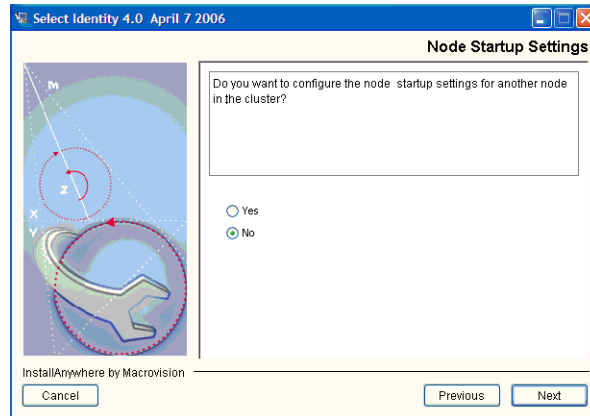 Select Identity 4.0 April 7 2006
Node Startup Settings
m
z
X
Y
Do you want to configure the node startup settings for another node
in the cluster?
Yes
No
InstallAnywhere by Macrovision
Cancel
Previous
Next